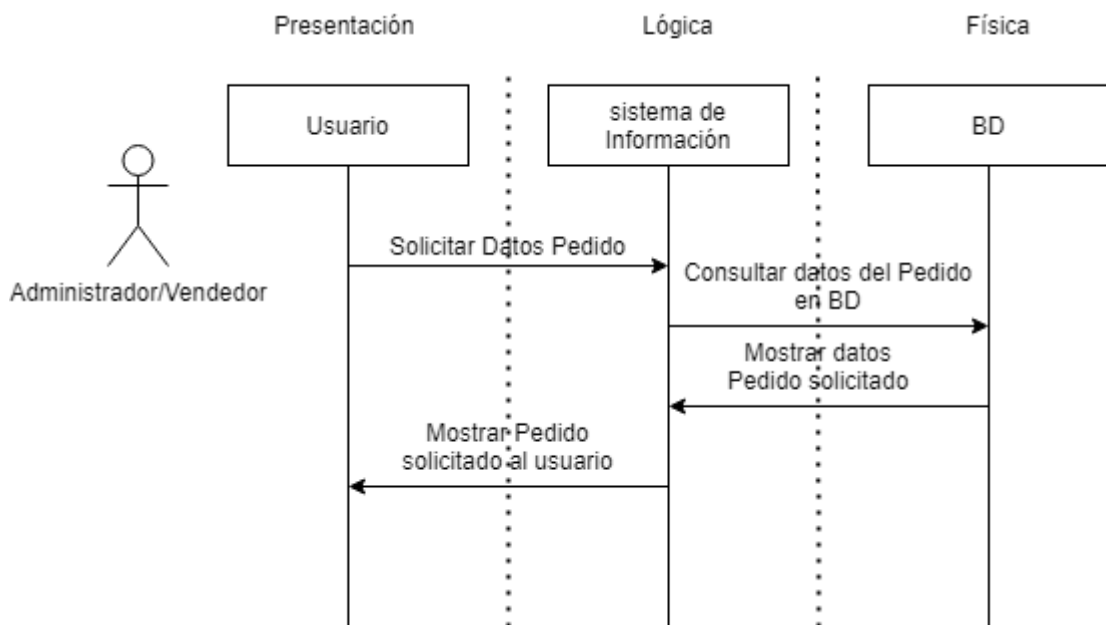 Presentación
Lógica
Física
Usuario
sistema de
Información
BD
Administrador/Vendedor
Solicitar Datos Pedido
Consultar datos del Pedido
en BD
Mostrar datos
Pedido solicitado
Mostrar Pedido
solicitado al usuario